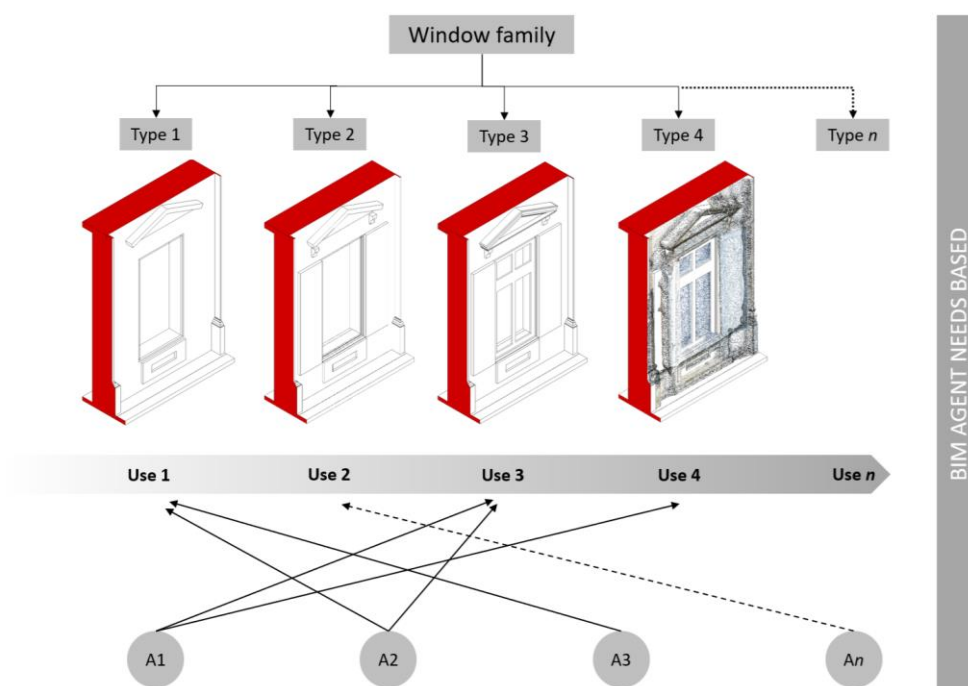 Window family
Type 1
Type 2
Type 3
Type 4
Type n
Use 1
Use 2
Use 3
Use 4
Use n
A1
A2
A3
An
BIM AGENT NEEDS BASED